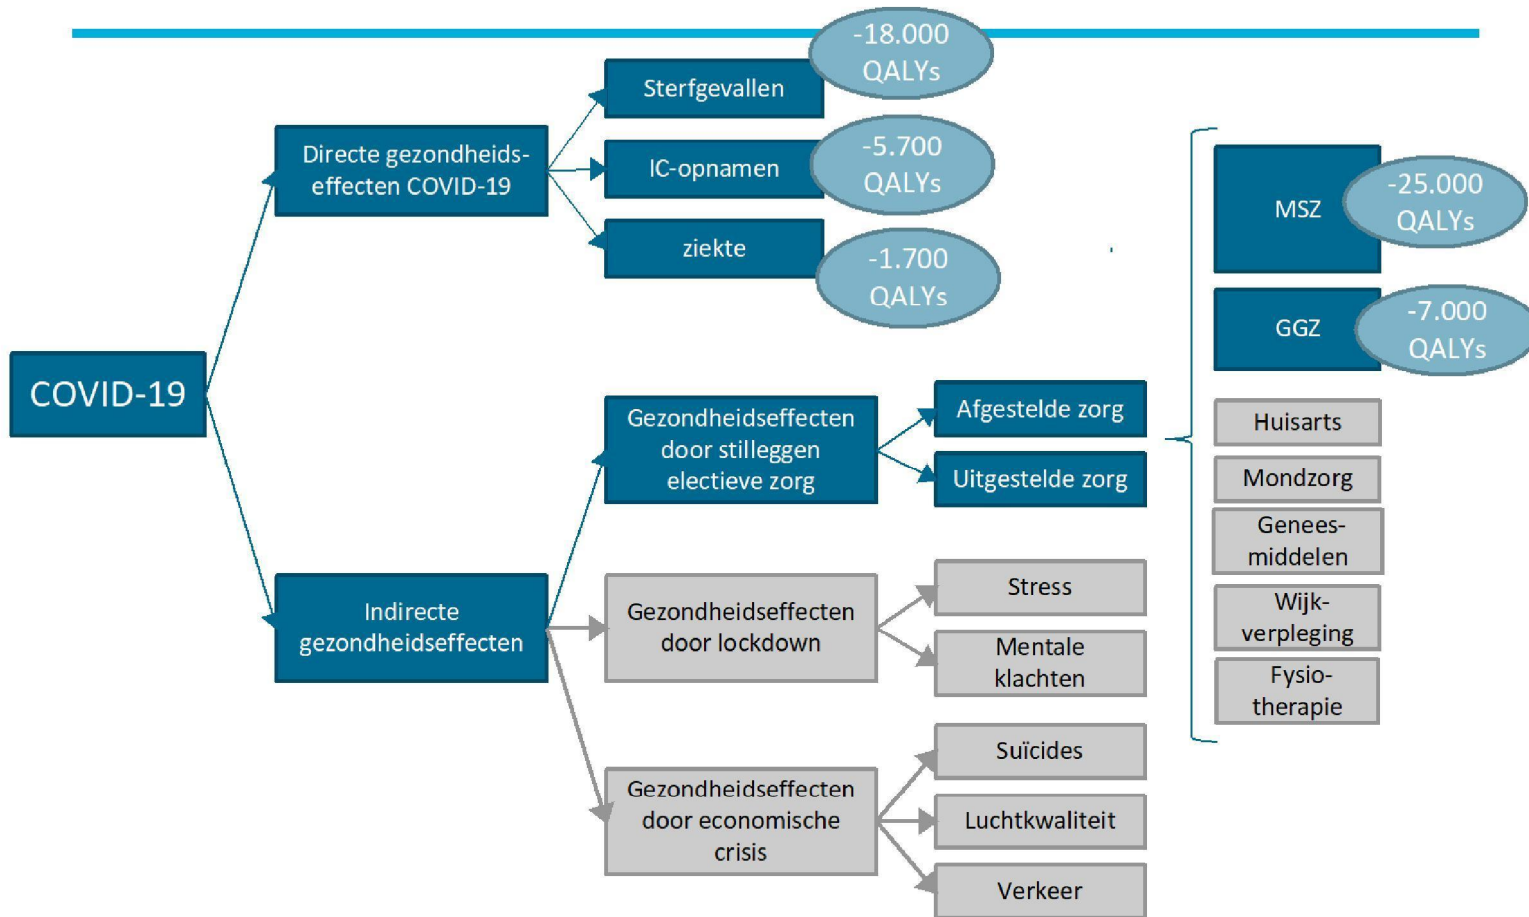 -18.000
QALYs
Sterfgevallen
Directe gezondheids-
effecten COVID-19
IC-opnamen
-5.700
QALYs
ziekte
-1.700
QALYs
MSZ
-25.000
QALYs
GGZ
-7.000
QALYs
COVID-19
Gezondheidseffecten
door stilleggen
electieve zorg
Afgestelde zorg
Uitgestelde zorg
Huisarts
Mondzorg
Genees-
middelen
Wijk-
verpleging
Fysio-
therapie
Indirecte
gezondheidseffecten
Gezondheidseffecten
door lockdown
Stress
Mentale
klachten
Gezondheidseffecten
door economische
crisis
Suïcides
Luchtkwaliteit
Verkeer